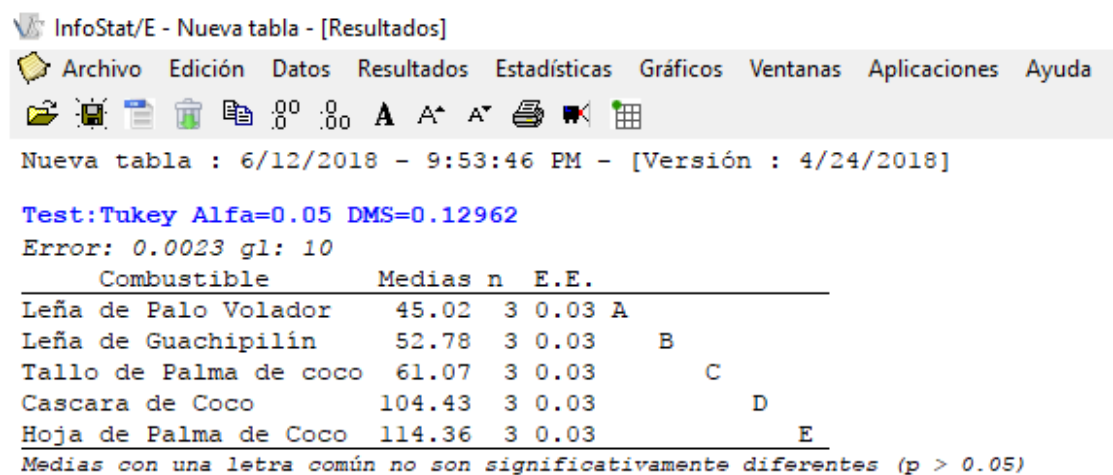 InfoStat/E - Nueva tabla - [Resultados]
Archivo Edición Datos Resultados Estadísticas Gráficos Ventanas Aplicaciones Ayuda
Nueva tabla : 6/12/2018 - 9:53:46 PM - [Versión : 4/24/2018]
Test:Tukey Alfa=0.05 DMS=0.12962
Error: 0.0023 gl: 10
Combustible Medias n E.E.
Leña de Palo Volador 45.02 3 0.03 A
Leña de Guachipilín 52.78 3 0.03 B
Tallo de Palma de coco 61.07 3 0.03 C
Cascara de Coco 104.43 3 0.03 D
Hoja de Palma de Coco 114.36 3 0.03 E
Medias con una letra común no son significativamente diferentes (p > 0.05)